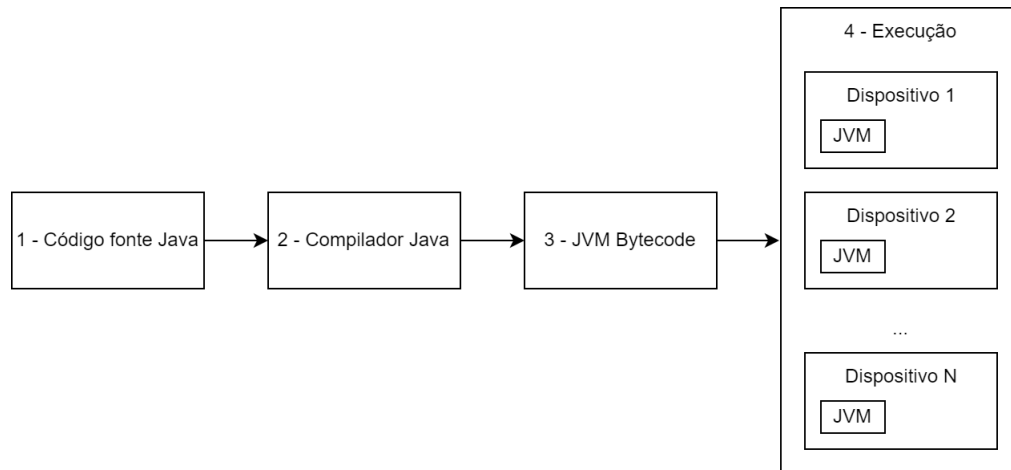 1 - Código fonte Java
2 - Compilador Java
3 - JVM Bytecode
4 - Execução
Dispositivo 1
JVM
Dispositivo 2
JVM
...
Dispositivo N
JVM